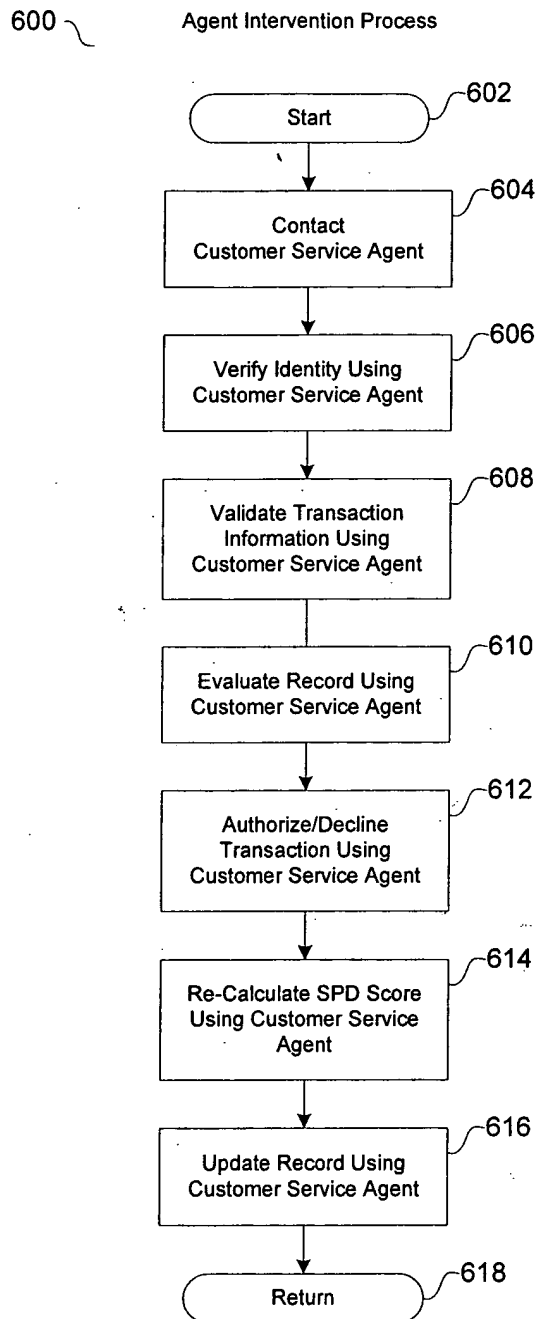 600
Agent Intervention Process
602
Start
604
Contact
Customer Service Agent
606
Verify Identity Using
Customer Service Agent
608
Validate Transaction
Information Using
Customer Service Agent
610
Evaluate Record Using
Customer Service Agent
612
Authorize/Decline
Transaction Using
Customer Service Agent
614
Re-Calculate SPD Score
Using Customer Service
Agent
616
Update Record Using
Customer Service Agent
618
Return